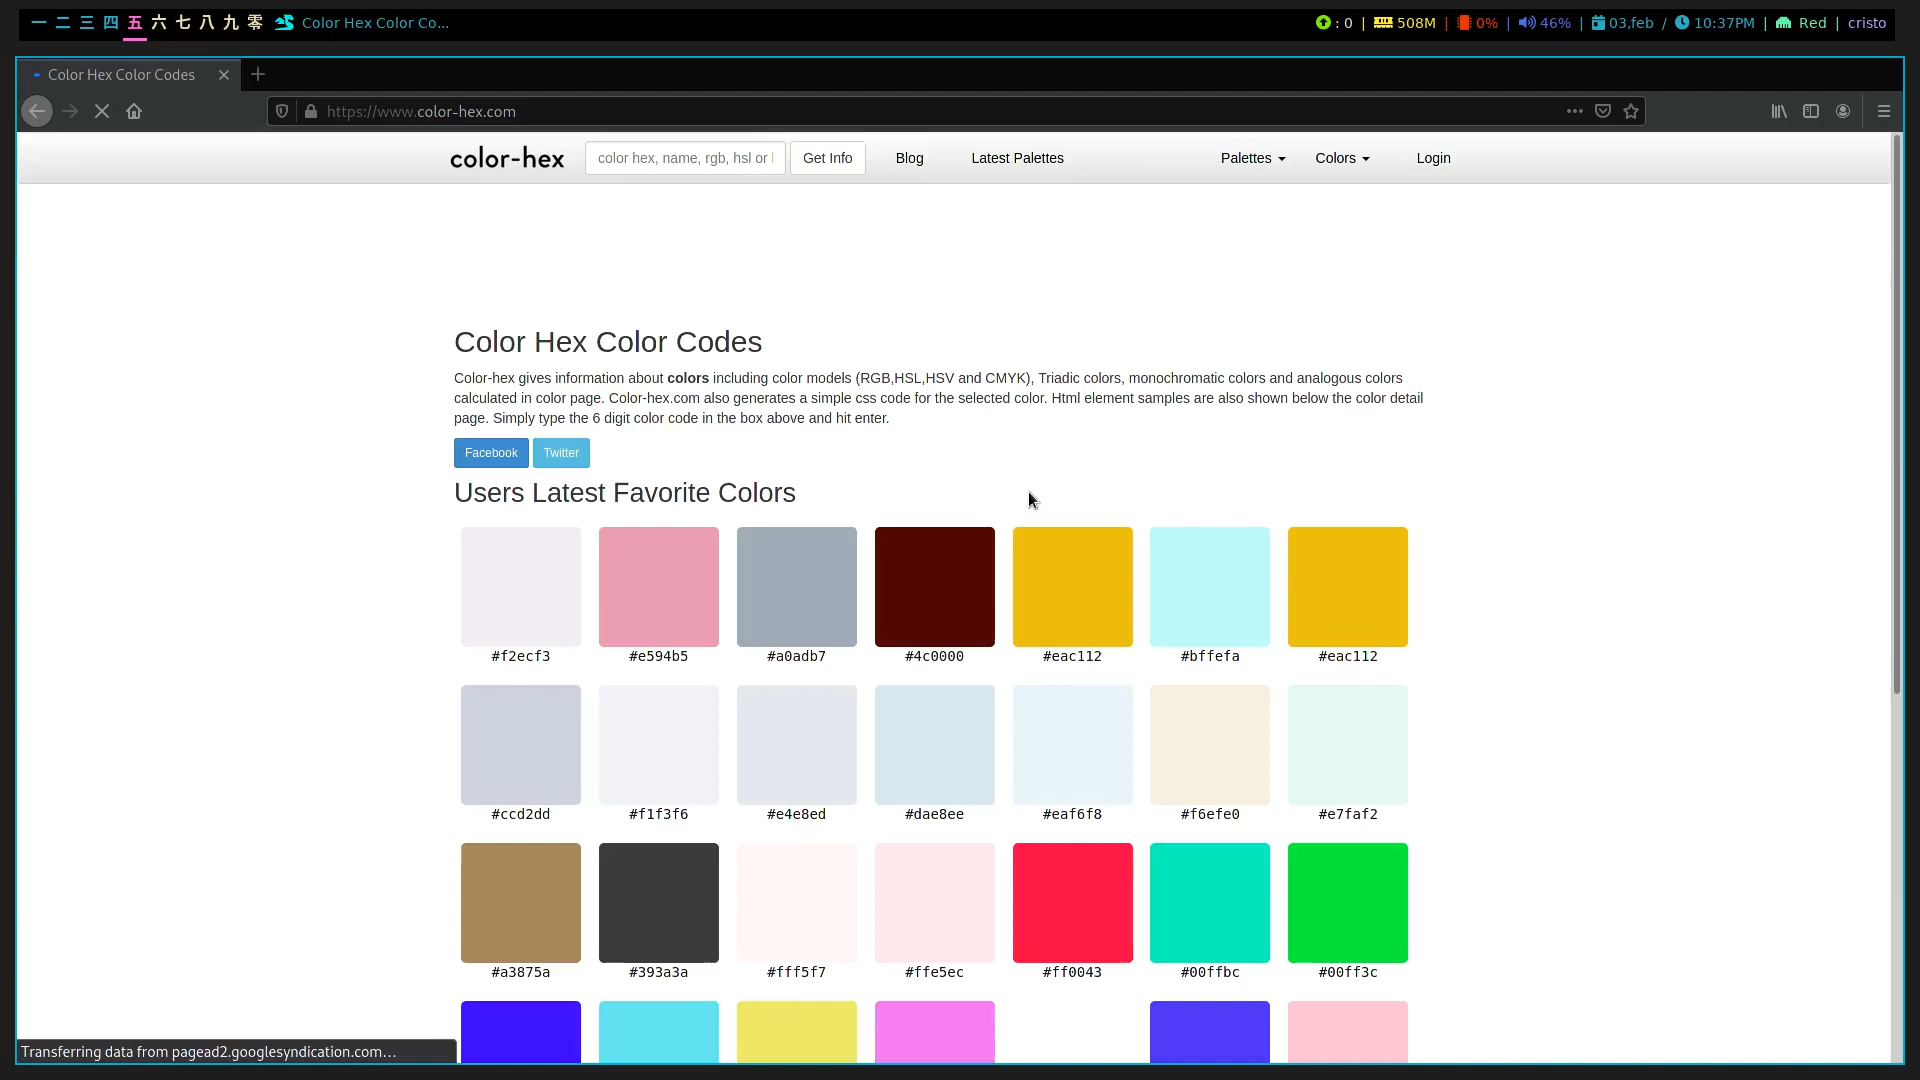 一 二 三 四 五 六 七 八 九 零 Color Hex Color Co... : 0 | 508M | 0% | 46% | 03,feb / 10:37PM | Red | cristo
Color Hex Color Codes
https://www.color-hex.com
color-hex color hex, name, rgb, hsl or Get Info Blog Latest Palettes Palettes Colors Login
Color Hex Color Codes
Color-hex gives information about colors including color models (RGB,HSL,HSV and CMYK), Triadic colors, monochromatic colors and analogous colors
calculated in color page. Color-hex.com also generates a simple css code for the selected color. Html element samples are also shown below the color detail
page. Simply type the 6 digit color code in the box above and hit enter.
Facebook Twitter
Users Latest Favorite Colors
#f2ecf3 #e594b5 #a0adb7 #4c0000 #eac112 #bffefa #eac112
#ccd2dd #f1f3f6 #e4e8ed #dae8ee #eaf6f8 #f6efe0 #e7faf2
#a3875a #393a3a #fff5f7 #ffe5ec #ff0043 #00ffbc #00ff3c
Transferring data from pagead2.googlesyndication.com…